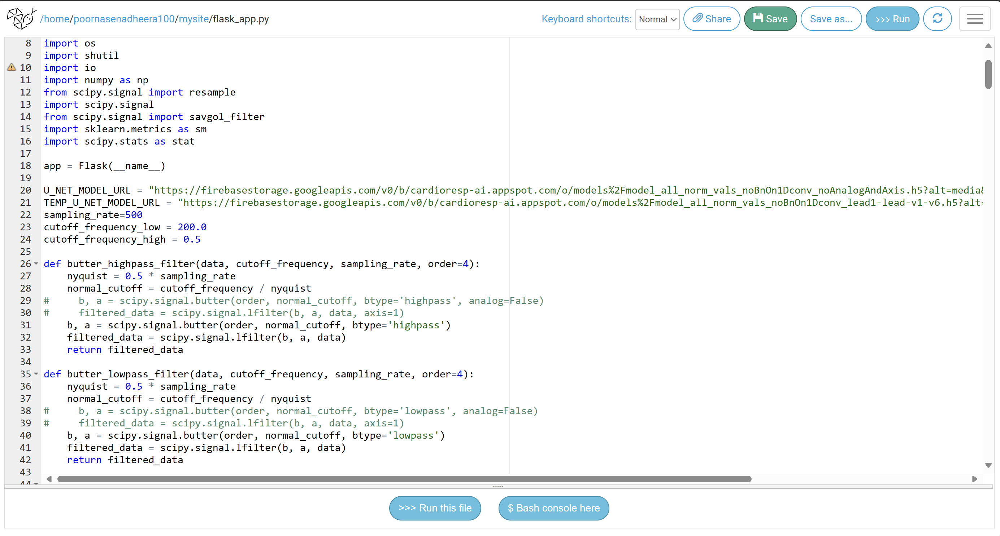 /home/poornasenadheera100/mysite/flask_app.py Keyboard shortcuts: Normal Share Save Save as... >>> Run
8 import os
9 import shutil
10 import io
11 import numpy as np
12 from scipy.signal import resample
13 import scipy.signal
14 from scipy.signal import savgol_filter
15 import sklearn.metrics as sm
16 import scipy.stats as stat
17
18 app = Flask(__name__)
19
20 U_NET_MODEL_URL = "https://firebasestorage.googleapis.com/v0/b/cardioresp-ai.appspot.com/o/models%2Fmodel_all_norm_vals_noBnOn1Dconv_noAnalogAndAxis.h5?alt=media&
21 TEMP_U_NET_MODEL_URL = "https://firebasestorage.googleapis.com/v0/b/cardioresp-ai.appspot.com/o/models%2Fmodel_all_norm_vals_noBnOn1Dconv_lead1-lead-v1-v6.h5?alt=
22 sampling_rate=500
23 cutoff_frequency_low = 200.0
24 cutoff_frequency_high = 0.5
25
26 def butter_highpass_filter(data, cutoff_frequency, sampling_rate, order=4):
27     nyquist = 0.5 * sampling_rate
28     normal_cutoff = cutoff_frequency / nyquist
29 #     b, a = scipy.signal.butter(order, normal_cutoff, btype='highpass', analog=False)
30 #     filtered_data = scipy.signal.lfilter(b, a, data, axis=1)
31     b, a = scipy.signal.butter(order, normal_cutoff, btype='highpass')
32     filtered_data = scipy.signal.lfilter(b, a, data)
33     return filtered_data
34
35 def butter_lowpass_filter(data, cutoff_frequency, sampling_rate, order=4):
36     nyquist = 0.5 * sampling_rate
37     normal_cutoff = cutoff_frequency / nyquist
38 #     b, a = scipy.signal.butter(order, normal_cutoff, btype='lowpass', analog=False)
39 #     filtered_data = scipy.signal.lfilter(b, a, data, axis=1)
40     b, a = scipy.signal.butter(order, normal_cutoff, btype='lowpass')
41     filtered_data = scipy.signal.lfilter(b, a, data)
42     return filtered_data
43
44
>>> Run this file $ Bash console here